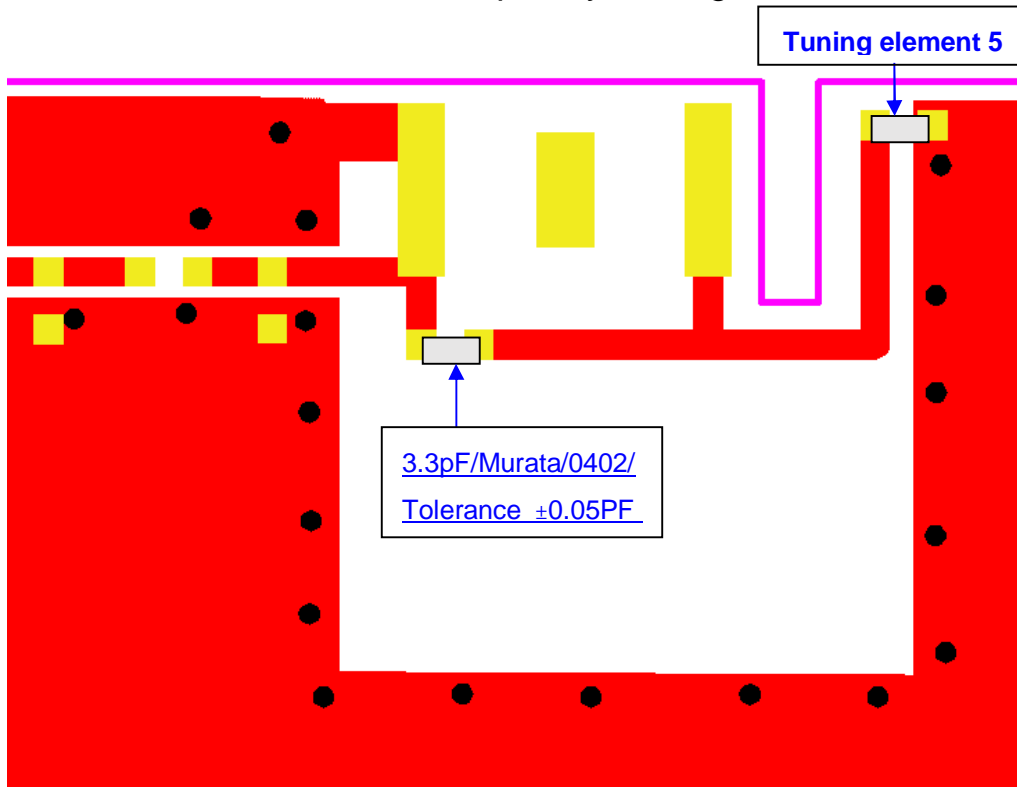 Tuning element 5
3.3pF/Murata/0402/
Tolerance ±0.05PF